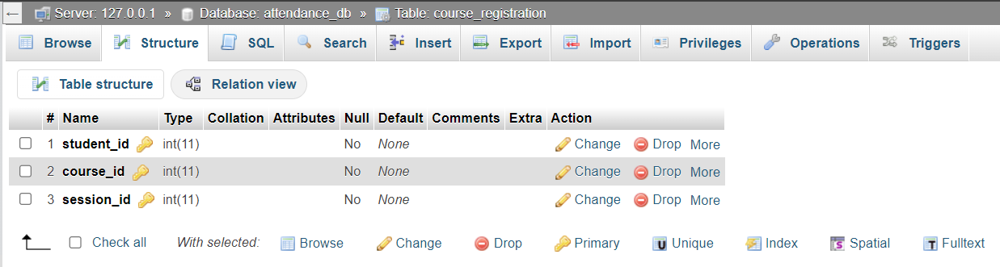 ← Server: 127.0.0.1 » Database: attendance_db » Table: course_registration
Browse Structure SQL Search Insert Export Import Privileges Operations Triggers
Table structure Relation view
# Name Type Collation Attributes Null Default Comments Extra Action
1 student_id int(11) No None Change Drop More
2 course_id int(11) No None Change Drop More
3 session_id int(11) No None Change Drop More
Check all With selected: Browse Change Drop Primary Unique Index Spatial Fulltext